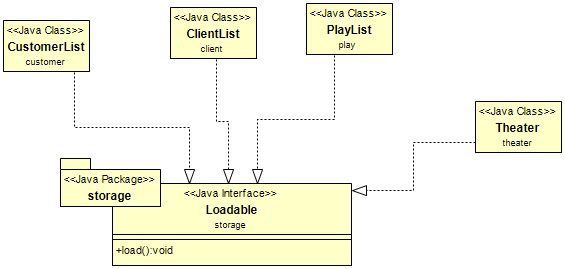 <<Java Class>>
CustomerList
customer
<<Java Class>>
ClientList
client
<<Java Class>>
PlayList
play
<<Java Class>>
Theater
theater
<<Java Package>>
storage
<<Java Interface>>
Loadable
storage
+load():void